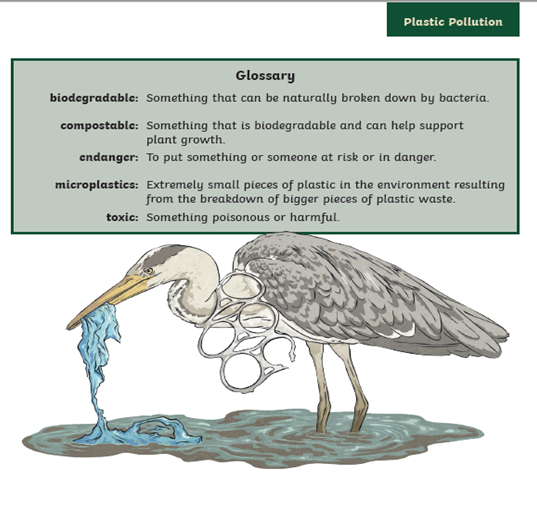 Plastic Pollution
Glossary
biodegradable: Something that can be naturally broken down by bacteria.
compostable: Something that is biodegradable and can help support
plant growth.
endanger: To put something or someone at risk or in danger.
microplastics: Extremely small pieces of plastic in the environment resulting
from the breakdown of bigger pieces of plastic waste.
toxic: Something poisonous or harmful.